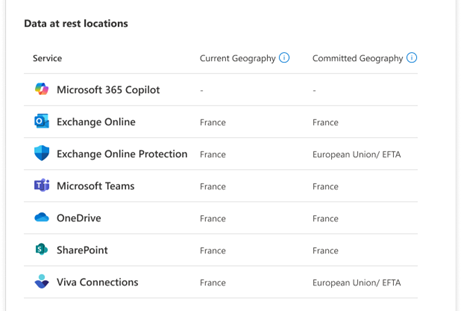 Data at rest locations
Service Current Geography Committed Geography
Microsoft 365 Copilot - -
Exchange Online France France
Exchange Online Protection France European Union/ EFTA
Microsoft Teams France France
OneDrive France France
SharePoint France France
Viva Connections France European Union/ EFTA